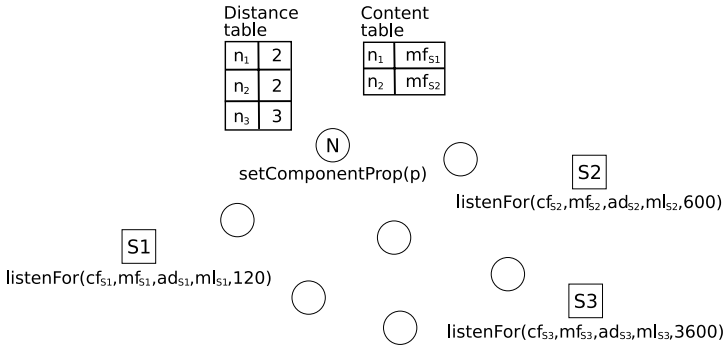 Distance table
Content table
n₁ 2
n₂ 2
n₃ 3
n₁ mfₛ₁
n₂ mfₛ₂
N
setComponentProp(p)
S2
listenFor(cfₛ₂,mfₛ₂,adₛ₂,mlₛ₂,600)
S1
listenFor(cfₛ₁,mfₛ₁,adₛ₁,mlₛ₁,120)
S3
listenFor(cfₛ₃,mfₛ₃,adₛ₃,mlₛ₃,3600)